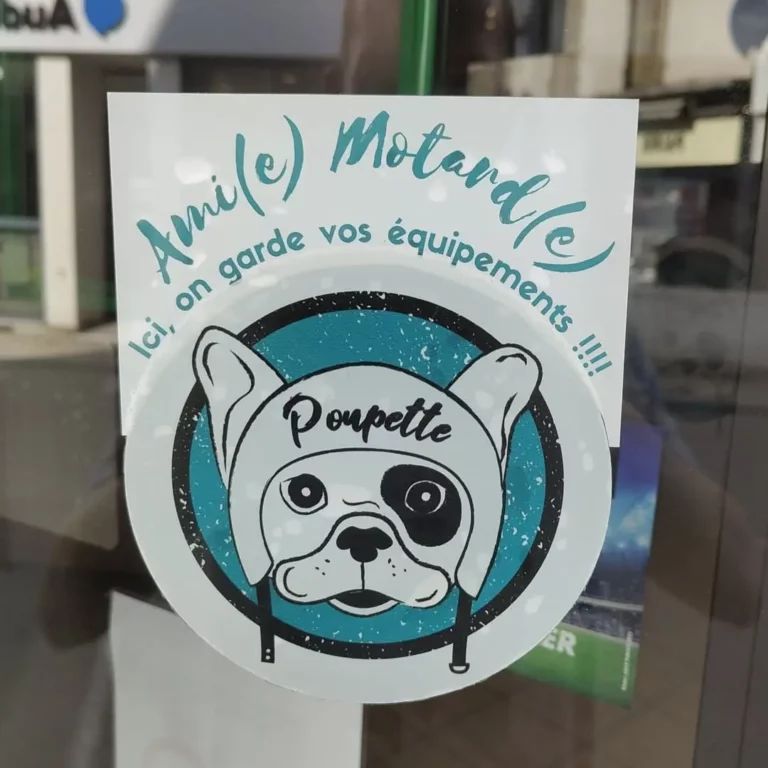 Ami(e) Motard(e)
Ici, on garde vos équipements !!!!
Poupette